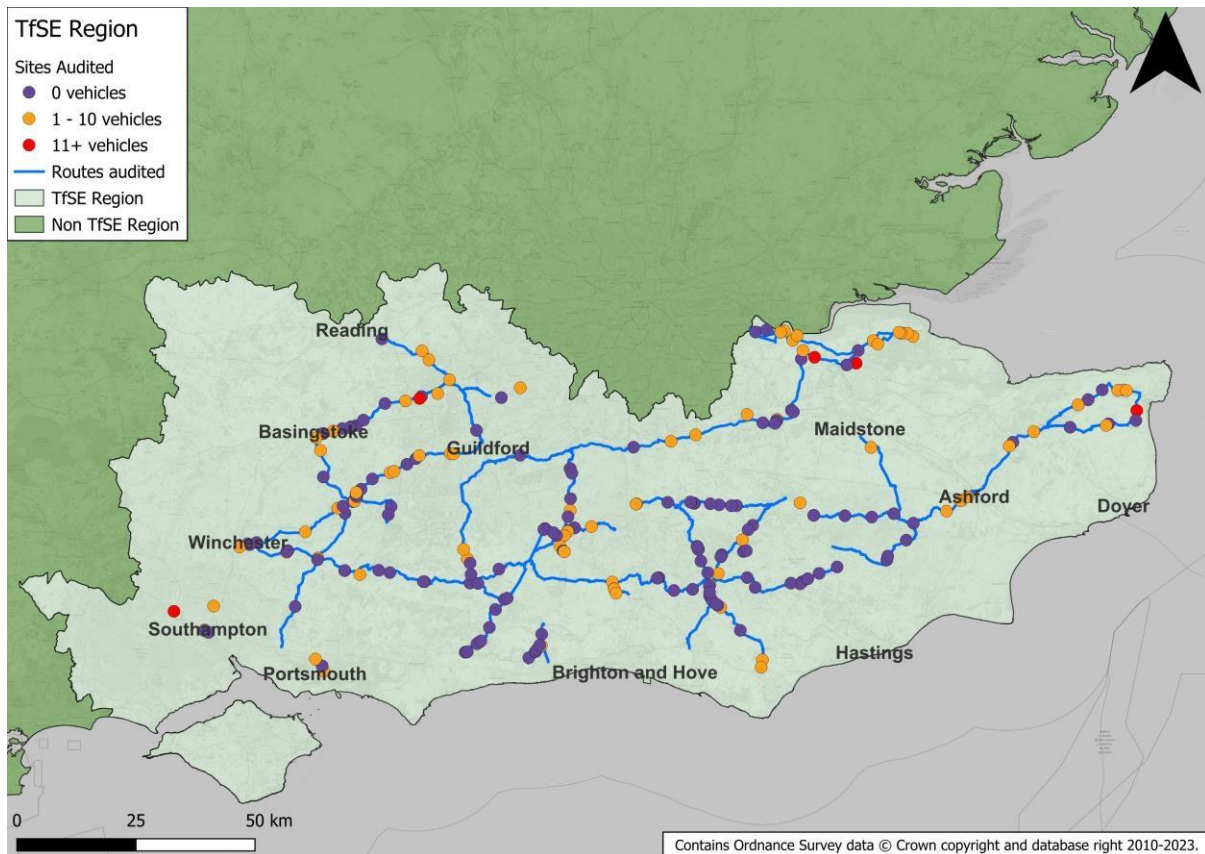 TfSE Region
Sites Audited
0 vehicles
1 - 10 vehicles
11+ vehicles
Routes audited
TfSE Region
Non TfSE Region
Reading
Basingstoke
Guildford
Maidstone
Ashford
Dover
Winchester
Southampton
Portsmouth
Brighton and Hove
Hastings
0 25 50 km
Contains Ordnance Survey data © Crown copyright and database right 2010-2023.